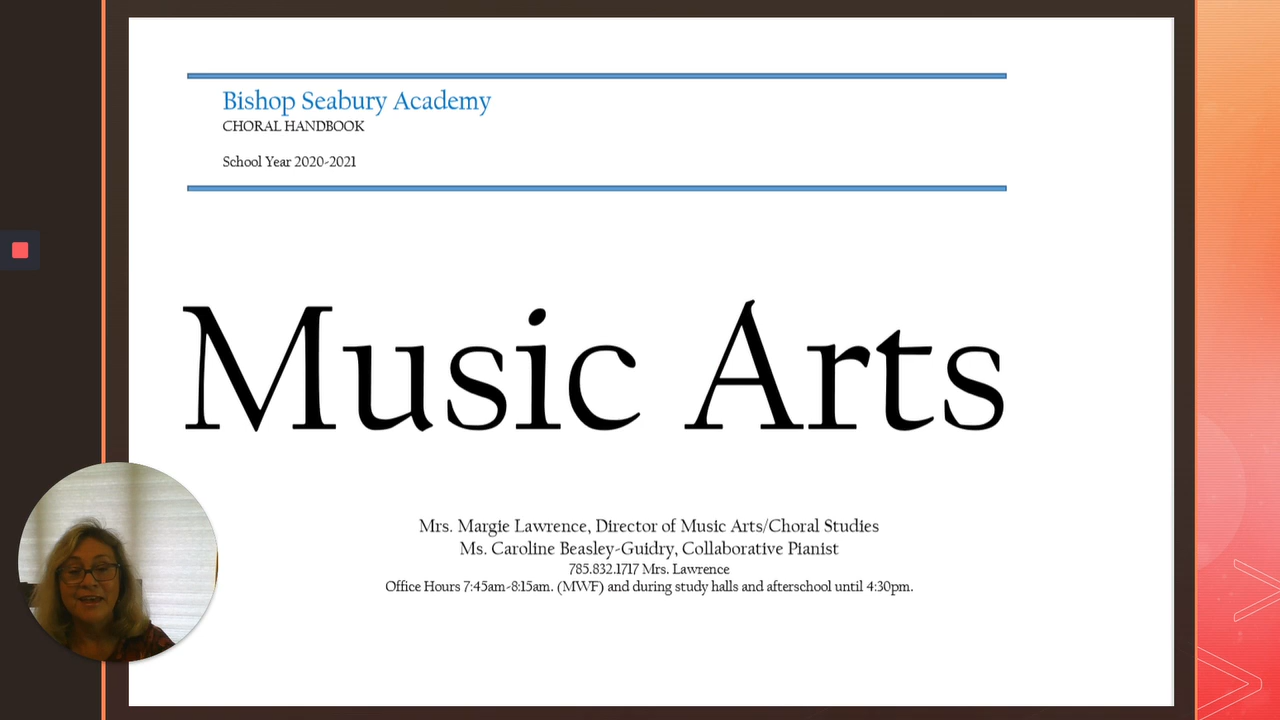 Bishop Seabury Academy
CHORAL HANDBOOK
School Year 2020-2021
Music Arts
Mrs. Margie Lawrence, Director of Music Arts/Choral Studies
Ms. Caroline Beasley-Guidry, Collaborative Pianist
785.832.1717 Mrs. Lawrence
Office Hours 7:45am-8:15am. (MWF) and during study halls and afterschool until 4:30pm.